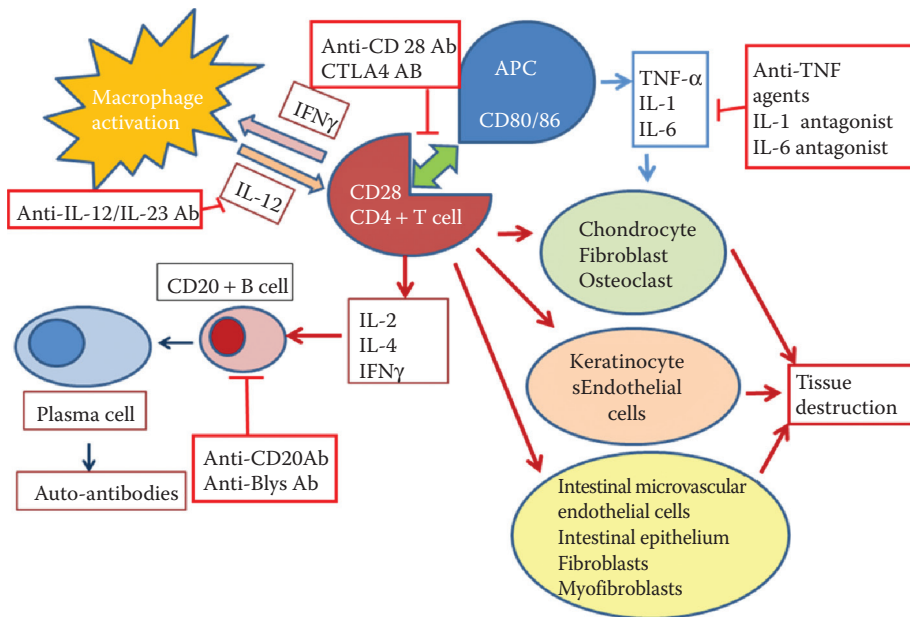 Anti-CD 28 Ab
CTLA4 AB
APC
CD80/86
TNF-α
IL-1
IL-6
Anti-TNF
agents
IL-1 antagonist
IL-6 antagonist
Macrophage
activation
IFNγ
IL-12
Anti-IL-12/IL-23 Ab
CD28
CD4 + T cell
Chondrocyte
Fibroblast
Osteoclast
CD20 + B cell
IL-2
IL-4
IFNγ
Keratinocyte
sEndothelial
cells
Tissue
destruction
Plasma cell
Anti-CD20Ab
Anti-Blys Ab
Auto-antibodies
Intestinal microvascular
endothelial cells
Intestinal epithelium
Fibroblasts
Myofibroblasts